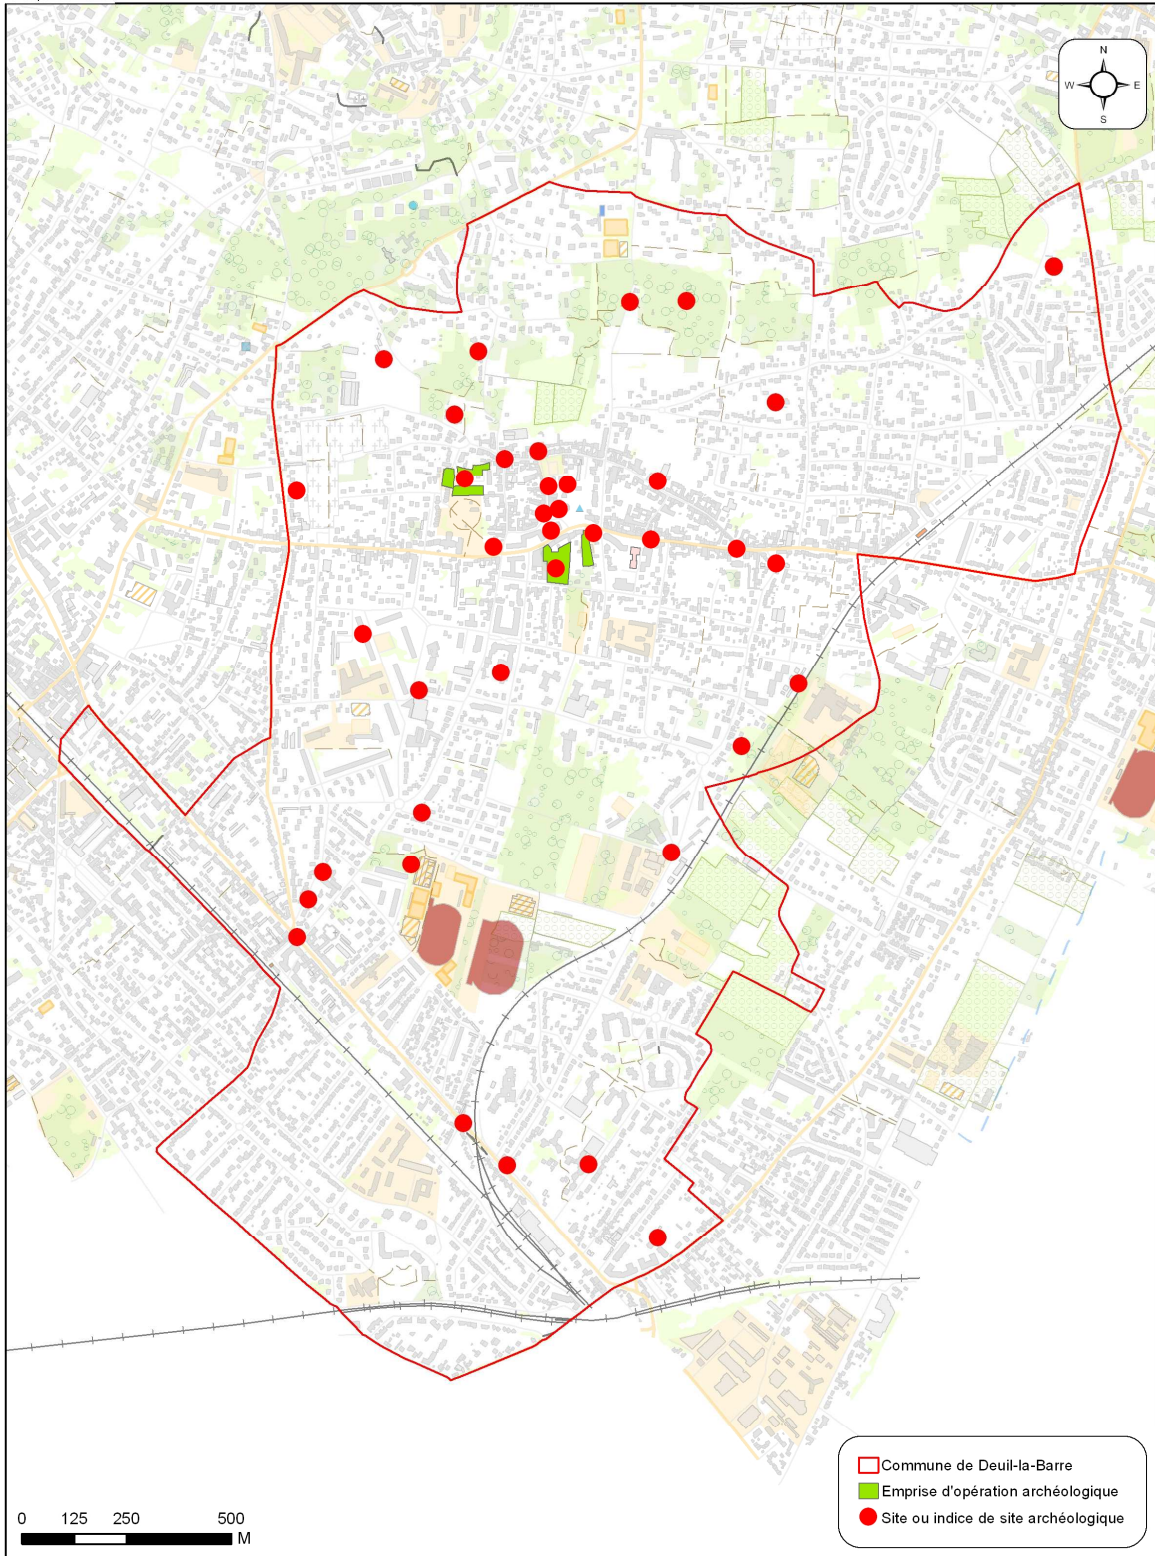 N
W E
S
Commune de Deuil-la-Barre
Emprise d'opération archéologique
Site ou indice de site archéologique
0 125 250 500
M